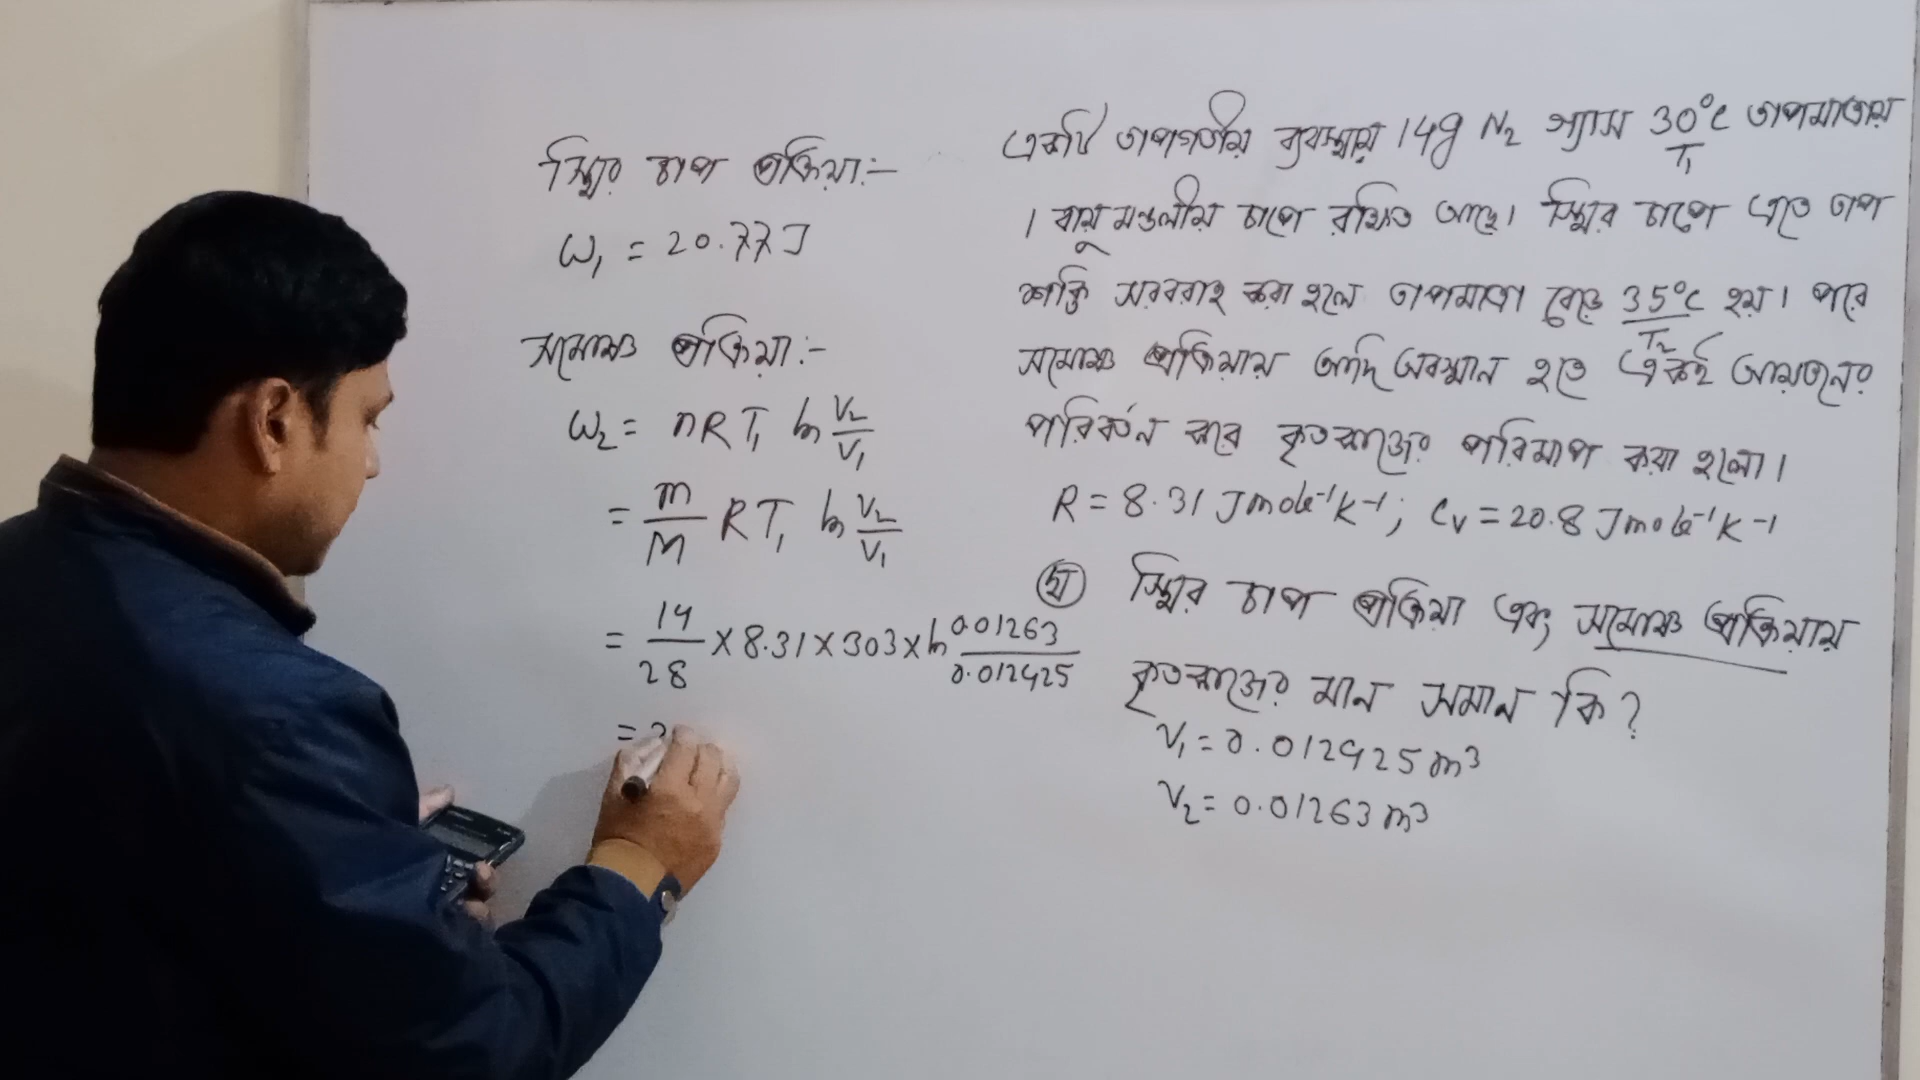 স্থির চাপ প্রক্রিয়া:-
W₁ = 20.77J
সমোষ্ণ প্রক্রিয়া:-
W₂ = nRT₁ ln V₂/V₁
= m/M RT₁ ln V₂/V₁
= 14/28 × 8.31 × 303 × ln 0.01263/0.012425
=
একটি তাপগতীয় ব্যবস্থায় 14g N₂ গ্যাস 30°C তাপমাত্রায়
T₁
1 বায়ুমন্ডলীয় চাপে রক্ষিত আছে। স্থির চাপে এতে তাপ
শক্তি সরবরাহ করা হলে তাপমাত্রা বেড়ে 35°C হয়। পরে
T₂
সমোষ্ণ প্রক্রিয়ায় আদি অবস্থান হতে একই আয়তনের
পরিবর্তন করে কৃতকাজের পরিমাপ করা হলো।
R = 8.31 Jmole⁻¹K⁻¹; Cv = 20.8 Jmole⁻¹K⁻¹
ঘ স্থির চাপ প্রক্রিয়া এবং সমোষ্ণ প্রক্রিয়ায়
কৃতকাজের মান সমান কি?
V₁ = 0.012425 m³
V₂ = 0.01263 m³